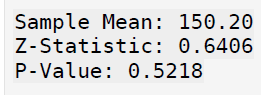 Sample Mean: 150.20
Z-Statistic: 0.6406
P-Value: 0.5218